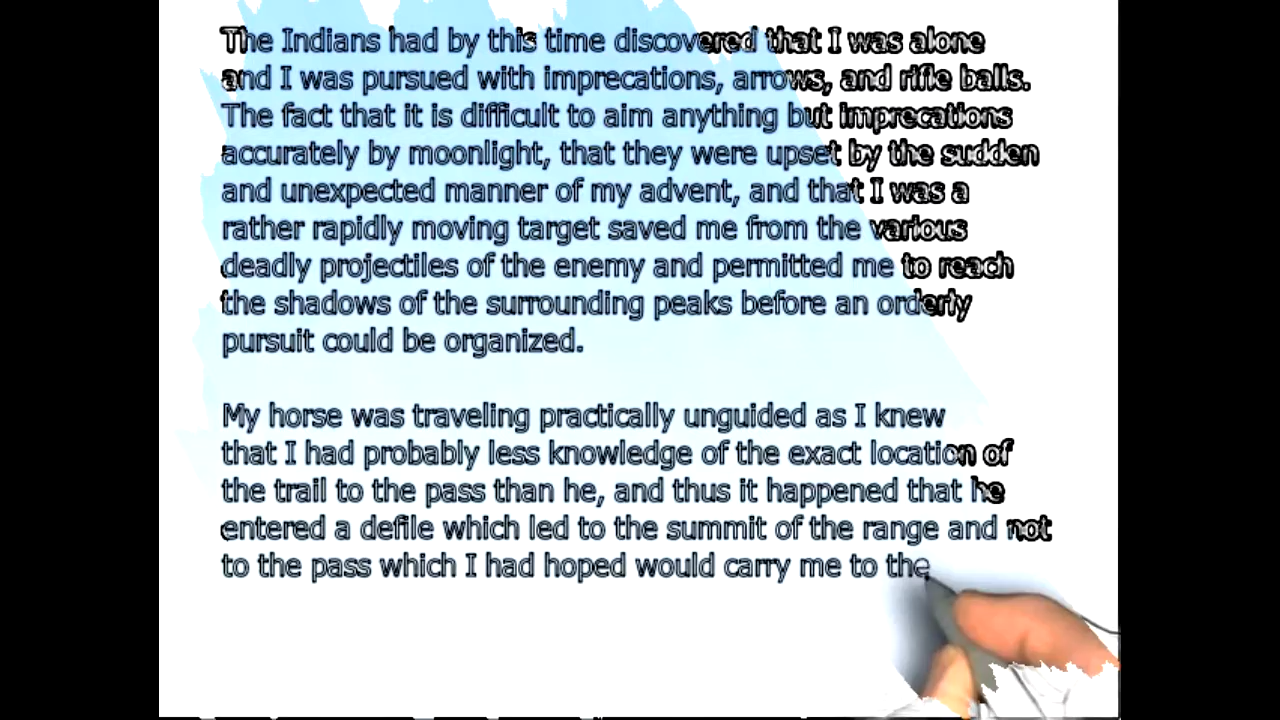 The Indians had by this time discovered that I was alone
and I was pursued with imprecations, arrows, and rifle balls.
The fact that it is difficult to aim anything but imprecations
accurately by moonlight, that they were upset by the sudden
and unexpected manner of my advent, and that I was a
rather rapidly moving target saved me from the various
deadly projectiles of the enemy and permitted me to reach
the shadows of the surrounding peaks before an orderly
pursuit could be organized.
My horse was traveling practically unguided as I knew
that I had probably less knowledge of the exact location of
the trail to the pass than he, and thus it happened that he
entered a defile which led to the summit of the range and not
to the pass which I had hoped would carry me to the